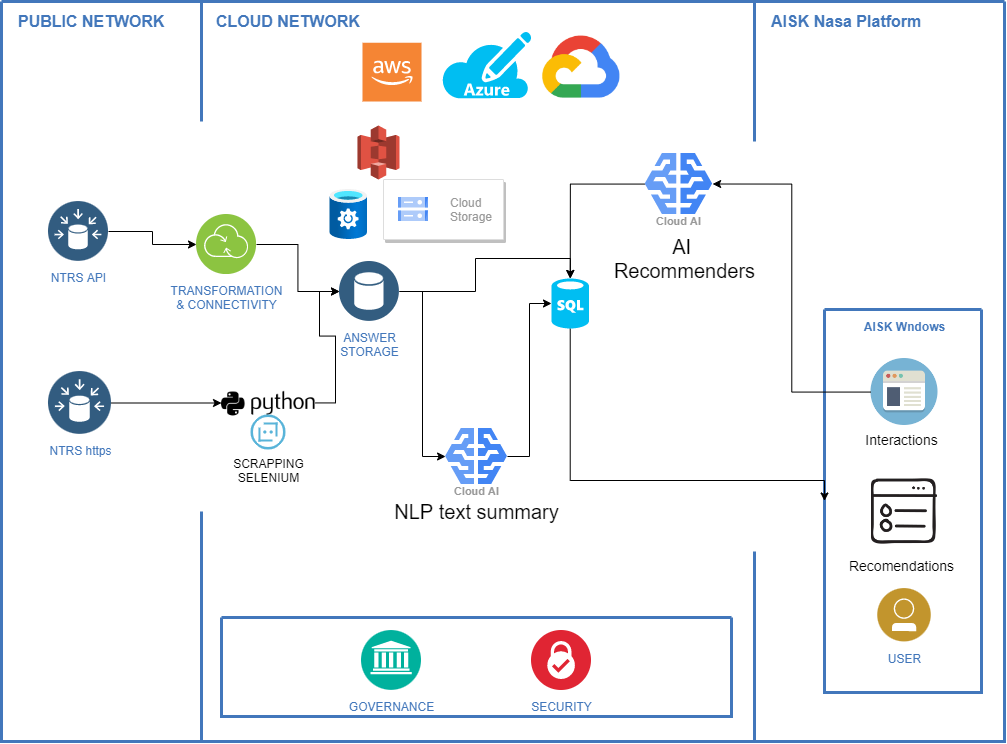 PUBLIC NETWORK
CLOUD NETWORK
AISK Nasa Platform
aws
Azure
Cloud
Storage
Cloud AI
AI
Recommenders
NTRS API
TRANSFORMATION
& CONNECTIVITY
SQL
ANSWER
STORAGE
AISK Wndows
Interactions
NTRS https
python
SCRAPPING
SELENIUM
Cloud AI
NLP text summary
Recomendations
USER
GOVERNANCE
SECURITY